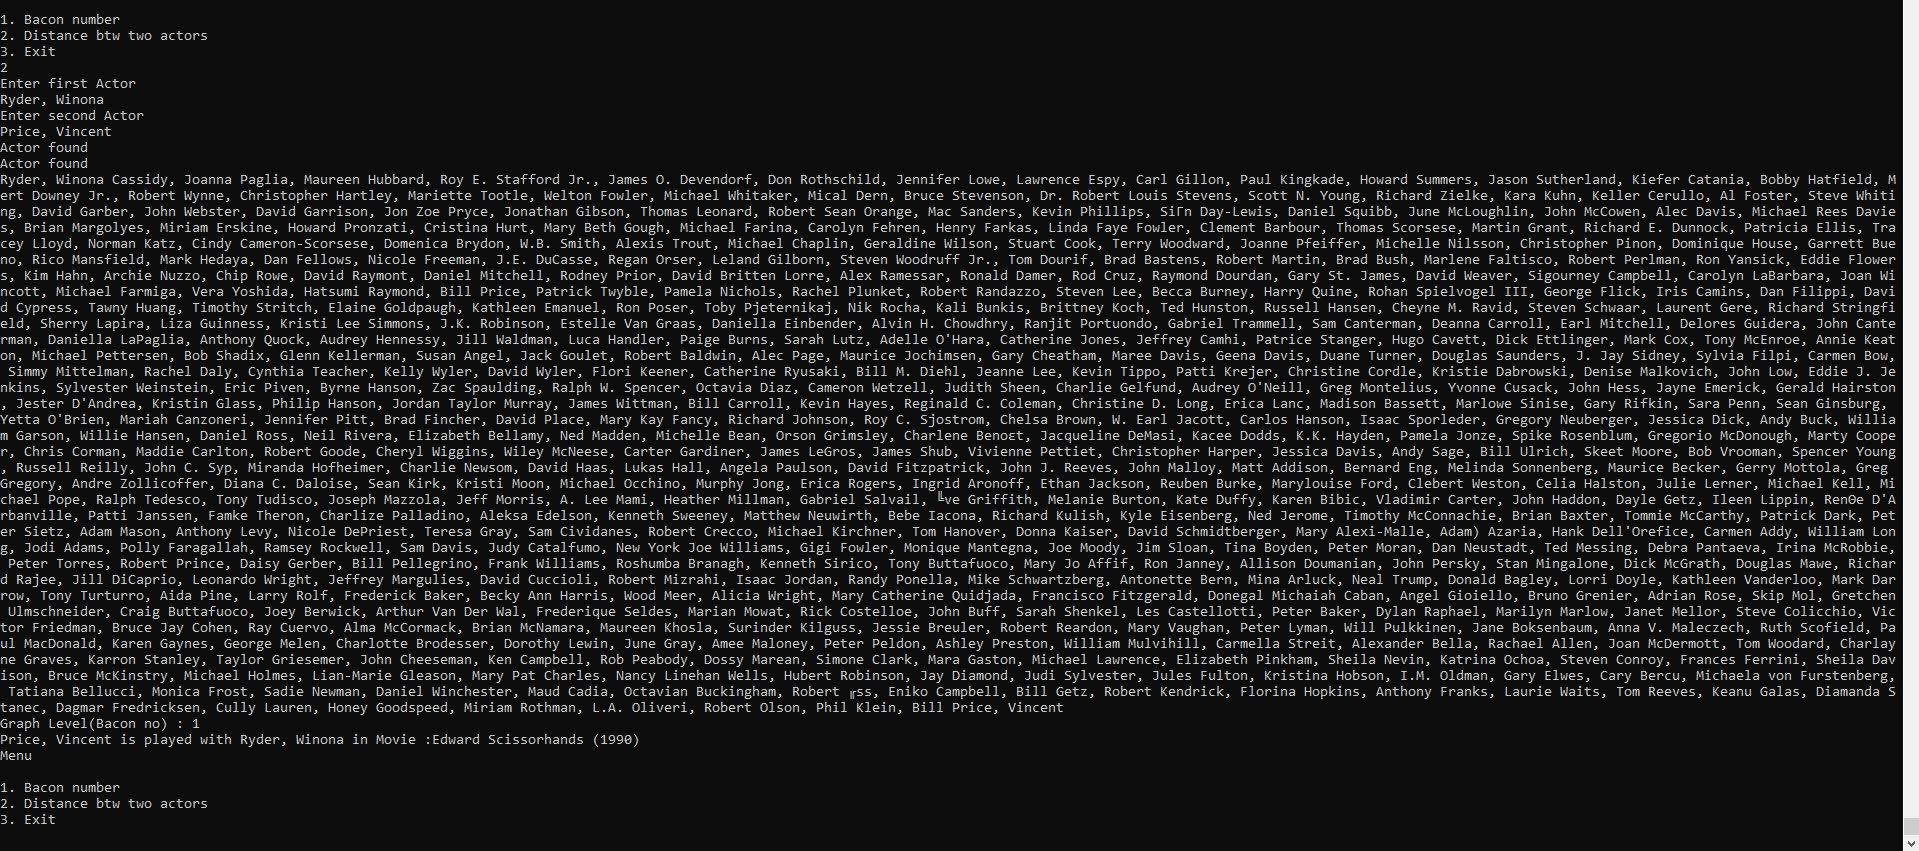 1. Bacon number
2. Distance btw two actors
3. Exit
2
Enter first Actor
Ryder, Winona
Enter second Actor
Price, Vincent
Actor found
Actor found
Ryder, Winona Cassidy, Joanna Paglia, Maureen Hubbard, Roy E. Stafford Jr., James O. Devendorf, Don Rothschild, Jennifer Lowe, Lawrence Espy, Carl Gillon, Paul Kingkade, Howard Summers, Jason Sutherland, Kiefer Catania, Bobby Hatfield, M
ert Downey Jr., Robert Wynne, Christopher Hartley, Mariette Tootle, Welton Fowler, Michael Whitaker, Mical Dern, Bruce Stevenson, Dr. Robert Louis Stevens, Scott N. Young, Richard Zielke, Kara Kuhn, Keller Cerullo, Al Foster, Steve Whiti
ng, David Garber, John Webster, David Garrison, Jon Zoe Pryce, Jonathan Gibson, Thomas Leonard, Robert Sean Orange, Mac Sanders, Kevin Phillips, SiΓn Day-Lewis, Daniel Squibb, June McLoughlin, John McCowen, Alec Davis, Michael Rees Davie
s, Brian Margolyes, Miriam Erskine, Howard Pronzati, Cristina Hurt, Mary Beth Gough, Michael Farina, Carolyn Fehren, Henry Farkas, Linda Faye Fowler, Clement Barbour, Thomas Scorsese, Martin Grant, Richard E. Dunnock, Patricia Ellis, Tra
cey Lloyd, Norman Katz, Cindy Cameron-Scorsese, Domenica Brydon, W.B. Smith, Alexis Trout, Michael Chaplin, Geraldine Wilson, Stuart Cook, Terry Woodward, Joanne Pfeiffer, Michelle Nilsson, Christopher Pinon, Dominique House, Garrett Bue
no, Rico Mansfield, Mark Hedaya, Dan Fellows, Nicole Freeman, J.E. DuCasse, Regan Orser, Leland Gilborn, Steven Woodruff Jr., Tom Dourif, Brad Bastens, Robert Martin, Brad Bush, Marlene Faltisco, Robert Perlman, Ron Yansick, Eddie Flower
s, Kim Hahn, Archie Nuzzo, Chip Rowe, David Raymont, Daniel Mitchell, Rodney Prior, David Britten Lorre, Alex Ramessar, Ronald Damer, Rod Cruz, Raymond Dourdan, Gary St. James, David Weaver, Sigourney Campbell, Carolyn LaBarbara, Joan Wi
ncott, Michael Farmiga, Vera Yoshida, Hatsumi Raymond, Bill Price, Patrick Twyble, Pamela Nichols, Rachel Plunket, Robert Randazzo, Steven Lee, Becca Burney, Harry Quine, Rohan Spielvogel III, George Flick, Iris Camins, Dan Filippi, Davi
d Cypress, Tawny Huang, Timothy Stritch, Elaine Goldpaugh, Kathleen Emanuel, Ron Poser, Toby Pjeternikaj, Nik Rocha, Kali Bunkis, Brittney Koch, Ted Hunston, Russell Hansen, Cheyne M. Ravid, Steven Schwaar, Laurent Gere, Richard Stringfi
eld, Sherry Lapira, Liza Guinness, Kristi Lee Simmons, J.K. Robinson, Estelle Van Graas, Daniella Einbender, Alvin H. Chowdhry, Ranjit Portuondo, Gabriel Trammell, Sam Canterman, Deanna Carroll, Earl Mitchell, Delores Guidera, John Cante
rman, Daniella LaPaglia, Anthony Quock, Audrey Hennessy, Jill Waldman, Luca Handler, Paige Burns, Sarah Lutz, Adelle O'Hara, Catherine Jones, Jeffrey Camhi, Patrice Stanger, Hugo Cavett, Dick Ettlinger, Mark Cox, Tony McEnroe, Annie Keat
on, Michael Pettersen, Bob Shadix, Glenn Kellerman, Susan Angel, Jack Goulet, Robert Baldwin, Alec Page, Maurice Jochimsen, Gary Cheatham, Maree Davis, Geena Davis, Duane Turner, Douglas Saunders, J. Jay Sidney, Sylvia Filpi, Carmen Bow,
 Simmy Mittelman, Rachel Daly, Cynthia Teacher, Kelly Wyler, David Wyler, Flori Keener, Catherine Ryusaki, Bill M. Diehl, Jeanne Lee, Kevin Tippo, Patti Krejer, Christine Cordle, Kristie Dabrowski, Denise Malkovich, John Low, Eddie J. Je
nkins, Sylvester Weinstein, Eric Piven, Byrne Hanson, Zac Spaulding, Ralph W. Spencer, Octavia Diaz, Cameron Wetzell, Judith Sheen, Charlie Gelfund, Audrey O'Neill, Greg Montelius, Yvonne Cusack, John Hess, Jayne Emerick, Gerald Hairston
, Jester D'Andrea, Kristin Glass, Philip Hanson, Jordan Taylor Murray, James Wittman, Bill Carroll, Kevin Hayes, Reginald C. Coleman, Christine D. Long, Erica Lanc, Madison Bassett, Marlowe Sinise, Gary Rifkin, Sara Penn, Sean Ginsburg,
Yetta O'Brien, Mariah Canzoneri, Jennifer Pitt, Brad Fincher, David Place, Mary Kay Fancy, Richard Johnson, Roy C. Sjostrom, Chelsa Brown, W. Earl Jacott, Carlos Hanson, Isaac Sporleder, Gregory Neuberger, Jessica Dick, Andy Buck, Willia
m Garson, Willie Hansen, Daniel Ross, Neil Rivera, Elizabeth Bellamy, Ned Madden, Michelle Bean, Orson Grimsley, Charlene Benoεt, Jacqueline DeMasi, Kacee Dodds, K.K. Hayden, Pamela Jonze, Spike Rosenblum, Gregorio McDonough, Marty Coope
r, Chris Corman, Maddie Carlton, Robert Goode, Cheryl Wiggins, Wiley McNeese, Carter Gardiner, James LeGros, James Shub, Vivienne Pettiet, Christopher Harper, Jessica Davis, Andy Sage, Bill Ulrich, Skeet Moore, Bob Vrooman, Spencer Young
, Russell Reilly, John C. Syp, Miranda Hofheimer, Charlie Newsom, David Haas, Lukas Hall, Angela Paulson, David Fitzpatrick, John J. Reeves, John Malloy, Matt Addison, Bernard Eng, Melinda Sonnenberg, Maurice Becker, Gerry Mottola, Greg
Gregory, Andre Zollicoffer, Diana C. Daloise, Sean Kirk, Kristi Moon, Michael Occhino, Murphy Jong, Erica Rogers, Ingrid Aronoff, Ethan Jackson, Reuben Burke, Marylouise Ford, Clebert Weston, Celia Halston, Julie Lerner, Michael Kell, Mi
chael Pope, Ralph Tedesco, Tony Tudisco, Joseph Mazzola, Jeff Morris, A. Lee Mami, Heather Millman, Gabriel Salvail, ╚ve Griffith, Melanie Burton, Kate Duffy, Karen Bibic, Vladimir Carter, John Haddon, Dayle Getz, Ileen Lippin, RenΘe D'A
rbanville, Patti Janssen, Famke Theron, Charlize Palladino, Aleksa Edelson, Kenneth Sweeney, Matthew Neuwirth, Bebe Iacona, Richard Kulish, Kyle Eisenberg, Ned Jerome, Timothy McConnachie, Brian Baxter, Tommie McCarthy, Patrick Dark, Pet
er Sietz, Adam Mason, Anthony Levy, Nicole DePriest, Teresa Gray, Sam Cividanes, Robert Crecco, Michael Kirchner, Tom Hanover, Donna Kaiser, David Schmidtberger, Mary Alexi-Malle, Adam) Azaria, Hank Dell'Orefice, Carmen Addy, William Lon
g, Jodi Adams, Polly Faragallah, Ramsey Rockwell, Sam Davis, Judy Catalfumo, New York Joe Williams, Gigi Fowler, Monique Mantegna, Joe Moody, Jim Sloan, Tina Boyden, Peter Moran, Dan Neustadt, Ted Messing, Debra Pantaeva, Irina McRobbie,
 Peter Torres, Robert Prince, Daisy Gerber, Bill Pellegrino, Frank Williams, Roshumba Branagh, Kenneth Sirico, Tony Buttafuoco, Mary Jo Affif, Ron Janney, Allison Doumanian, John Persky, Stan Mingalone, Dick McGrath, Douglas Mawe, Richar
d Rajee, Jill DiCaprio, Leonardo Wright, Jeffrey Margulies, David Cuccioli, Robert Mizrahi, Isaac Jordan, Randy Ponella, Mike Schwartzberg, Antonette Bern, Mina Arluck, Neal Trump, Donald Bagley, Lorri Doyle, Kathleen Vanderloo, Mark Dar
row, Tony Turturro, Aida Pine, Larry Rolf, Frederick Baker, Becky Ann Harris, Wood Meer, Alicia Wright, Mary Catherine Quidjada, Francisco Fitzgerald, Donegal Michaiah Caban, Angel Gioiello, Bruno Grenier, Adrian Rose, Skip Mol, Gretchen
 Ulmschneider, Craig Buttafuoco, Joey Berwick, Arthur Van Der Wal, Frederique Seldes, Marian Mowat, Rick Costelloe, John Buff, Sarah Shenkel, Les Castellotti, Peter Baker, Dylan Raphael, Marilyn Marlow, Janet Mellor, Steve Colicchio, Vic
tor Friedman, Bruce Jay Cohen, Ray Cuervo, Alma McCormack, Brian McNamara, Maureen Khosla, Surinder Kilguss, Jessie Breuler, Robert Reardon, Mary Vaughan, Peter Lyman, Will Pulkkinen, Jane Boksenbaum, Anna V. Maleczech, Ruth Scofield, Pa
ul MacDonald, Karen Gaynes, George Melen, Charlotte Brodesser, Dorothy Lewin, June Gray, Amee Maloney, Peter Peldon, Ashley Preston, William Mulvihill, Carmella Streit, Alexander Bella, Rachael Allen, Joan McDermott, Tom Woodard, Charlay
ne Graves, Karron Stanley, Taylor Griesemer, John Cheeseman, Ken Campbell, Rob Peabody, Dossy Marean, Simone Clark, Mara Gaston, Michael Lawrence, Elizabeth Pinkham, Sheila Nevin, Katrina Ochoa, Steven Conroy, Frances Ferrini, Sheila Dav
ison, Bruce McKinstry, Michael Holmes, Lian-Marie Gleason, Mary Pat Charles, Nancy Linehan Wells, Hubert Robinson, Jay Diamond, Judi Sylvester, Jules Fulton, Kristina Hobson, I.M. Oldman, Gary Elwes, Cary Bercu, Michaela von Furstenberg,
 Tatiana Bellucci, Monica Frost, Sadie Newman, Daniel Winchester, Maud Cadia, Octavian Buckingham, Robert ╓ss, Eniko Campbell, Bill Getz, Robert Kendrick, Florina Hopkins, Anthony Franks, Laurie Waits, Tom Reeves, Keanu Galas, Diamanda S
tanec, Dagmar Fredricksen, Cully Lauren, Honey Goodspeed, Miriam Rothman, L.A. Oliveri, Robert Olson, Phil Klein, Bill Price, Vincent
Graph Level(Bacon no) : 1
Price, Vincent is played with Ryder, Winona in Movie :Edward Scissorhands (1990)
Menu
1. Bacon number
2. Distance btw two actors
3. Exit